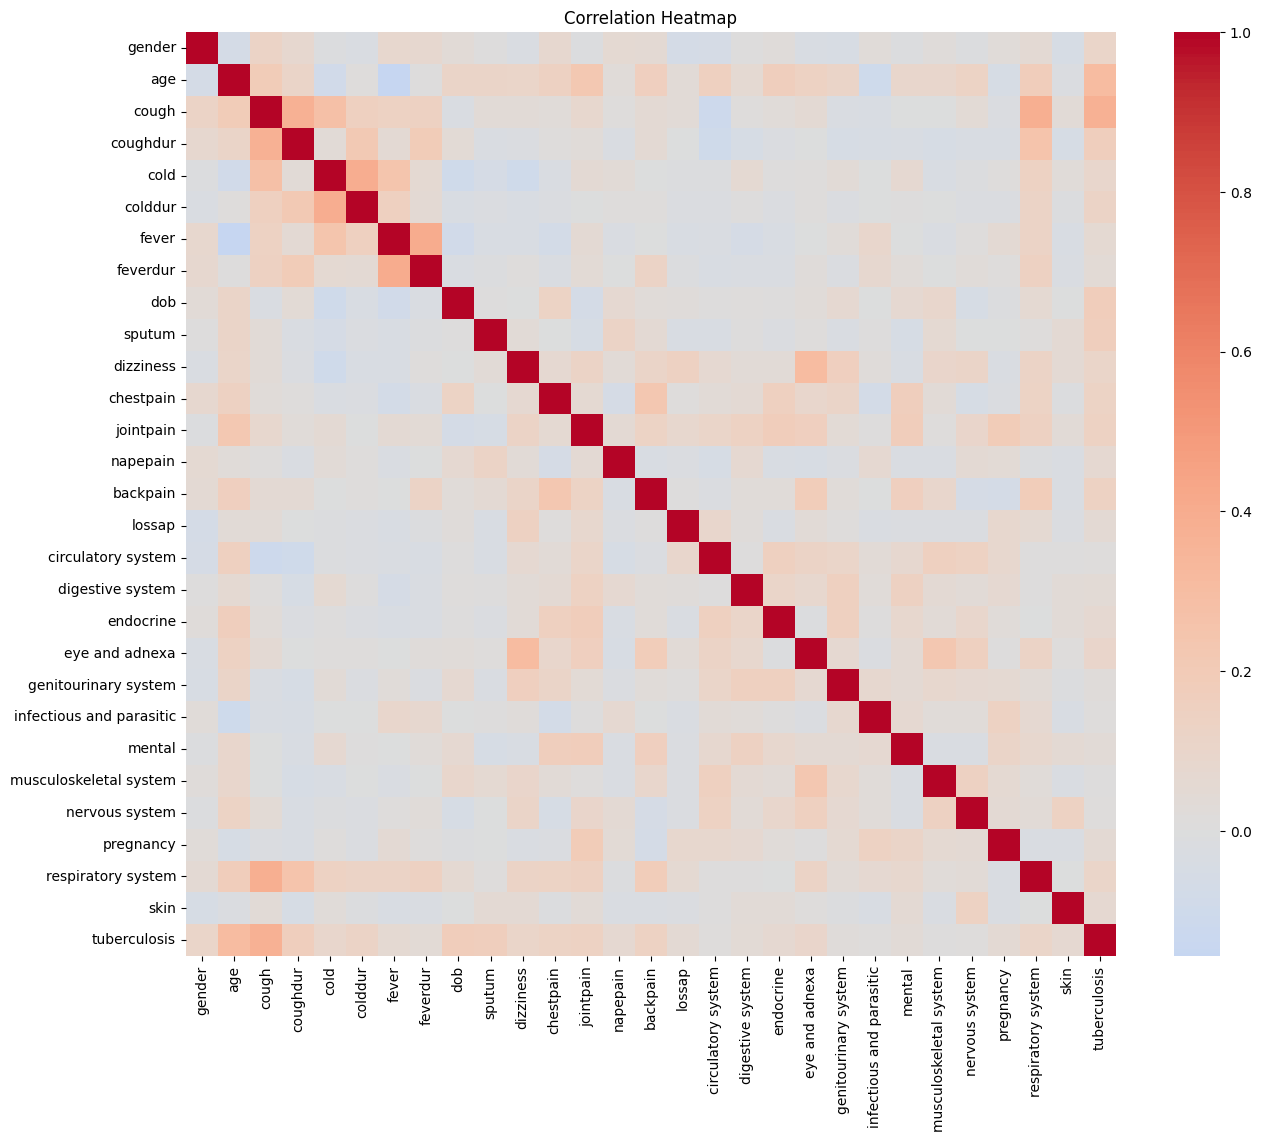 Correlation Heatmap
gender
age
cough
coughdur
cold
colddur
fever
feverdur
dob
sputum
dizziness
chestpain
jointpain
napepain
backpain
lossap
circulatory system
digestive system
endocrine
eye and adnexa
genitourinary system
infectious and parasitic
mental
musculoskeletal system
nervous system
pregnancy
respiratory system
skin
tuberculosis
gender
age
cough
coughdur
cold
colddur
fever
feverdur
dob
sputum
dizziness
chestpain
jointpain
napepain
backpain
lossap
circulatory system
digestive system
endocrine
eye and adnexa
genitourinary system
infectious and parasitic
mental
musculoskeletal system
nervous system
pregnancy
respiratory system
skin
tuberculosis
1.0
0.8
0.6
0.4
0.2
0.0